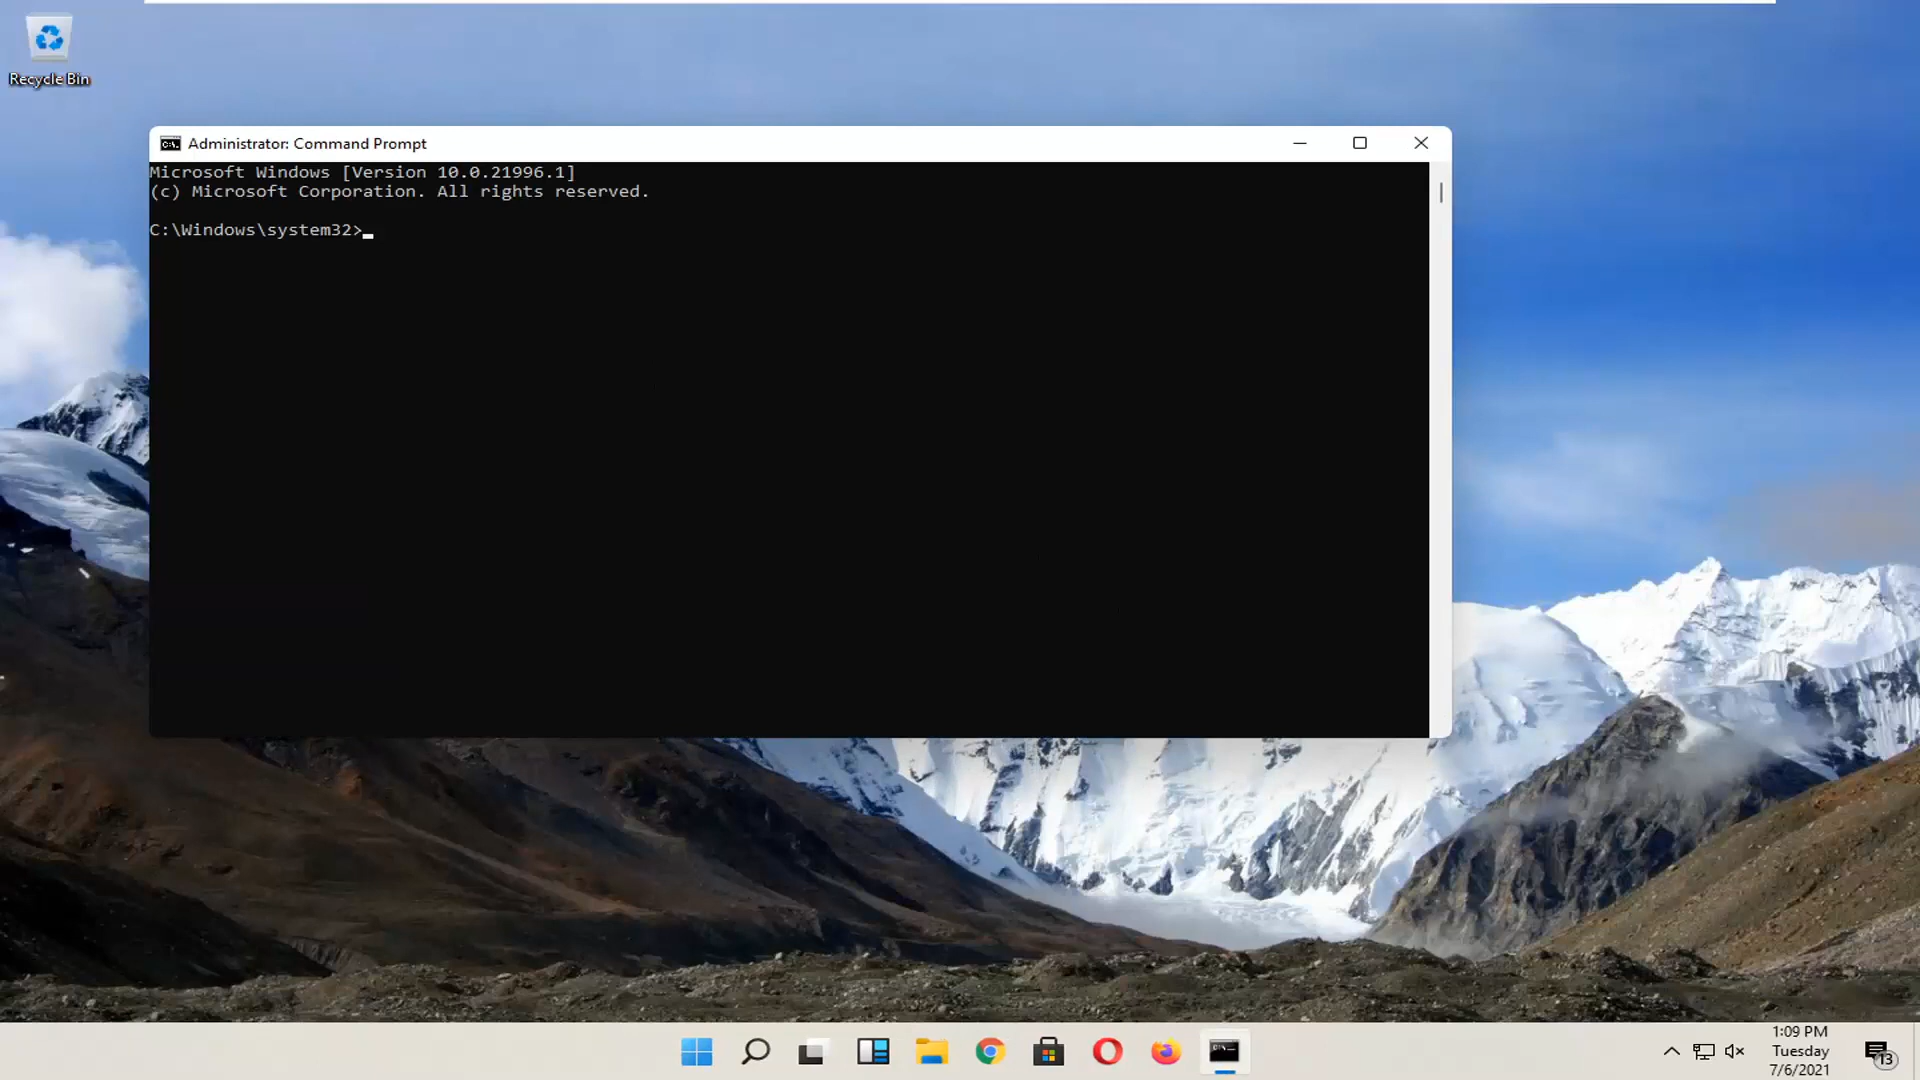 Recycle Bin
Administrator: Command Prompt
Microsoft Windows [Version 10.0.21996.1]
(c) Microsoft Corporation. All rights reserved.
C:\Windows\system32>
1:09 PM
Tuesday
7/6/2021
13